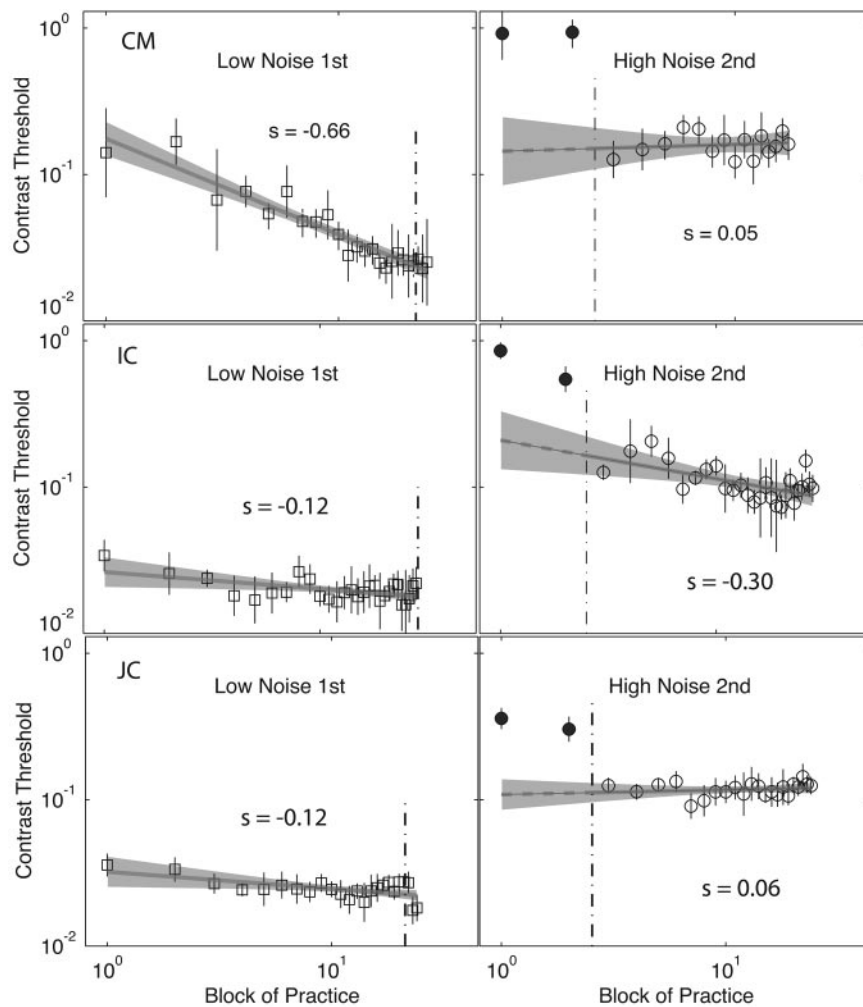 CM
Low Noise 1st
s = -0.66
High Noise 2nd
s = 0.05
Contrast Threshold
10^0
10^-1
10^-2
IC
Low Noise 1st
s = -0.12
High Noise 2nd
s = -0.30
Contrast Threshold
10^0
10^-1
10^-2
JC
Low Noise 1st
s = -0.12
High Noise 2nd
s = 0.06
Contrast Threshold
10^0
10^-1
10^-2
10^0
10^1
10^0
10^1
Block of Practice
Block of Practice